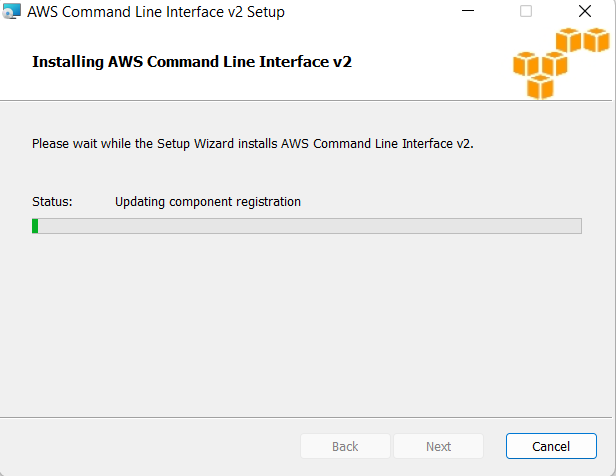 AWS Command Line Interface v2 Setup
Installing AWS Command Line Interface v2
Please wait while the Setup Wizard installs AWS Command Line Interface v2.
Status: Updating component registration
Back Next Cancel